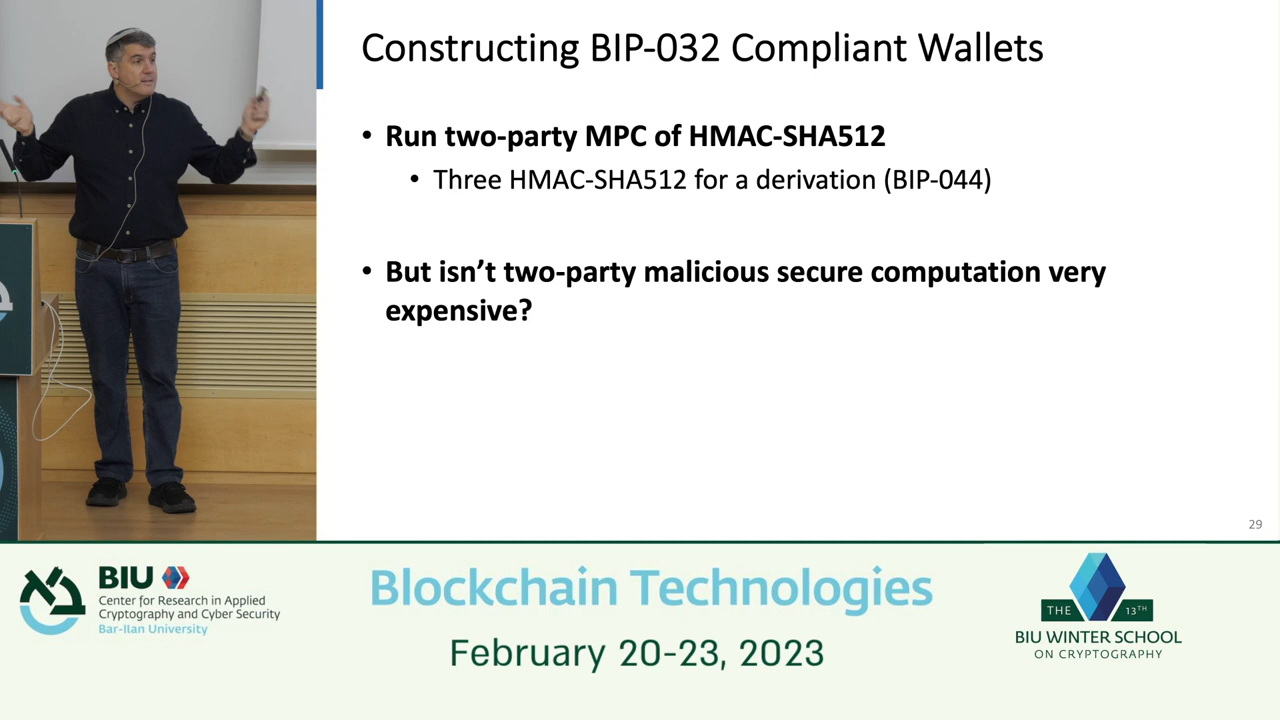 Constructing BIP-032 Compliant Wallets
• Run two-party MPC of HMAC-SHA512
• Three HMAC-SHA512 for a derivation (BIP-044)
• But isn't two-party malicious secure computation very
expensive?
29
BIU
Center for Research in Applied
Cryptography and Cyber Security
Bar-Ilan University
Blockchain Technologies
February 20-23, 2023
THE 13TH
BIU WINTER SCHOOL
ON CRYPTOGRAPHY